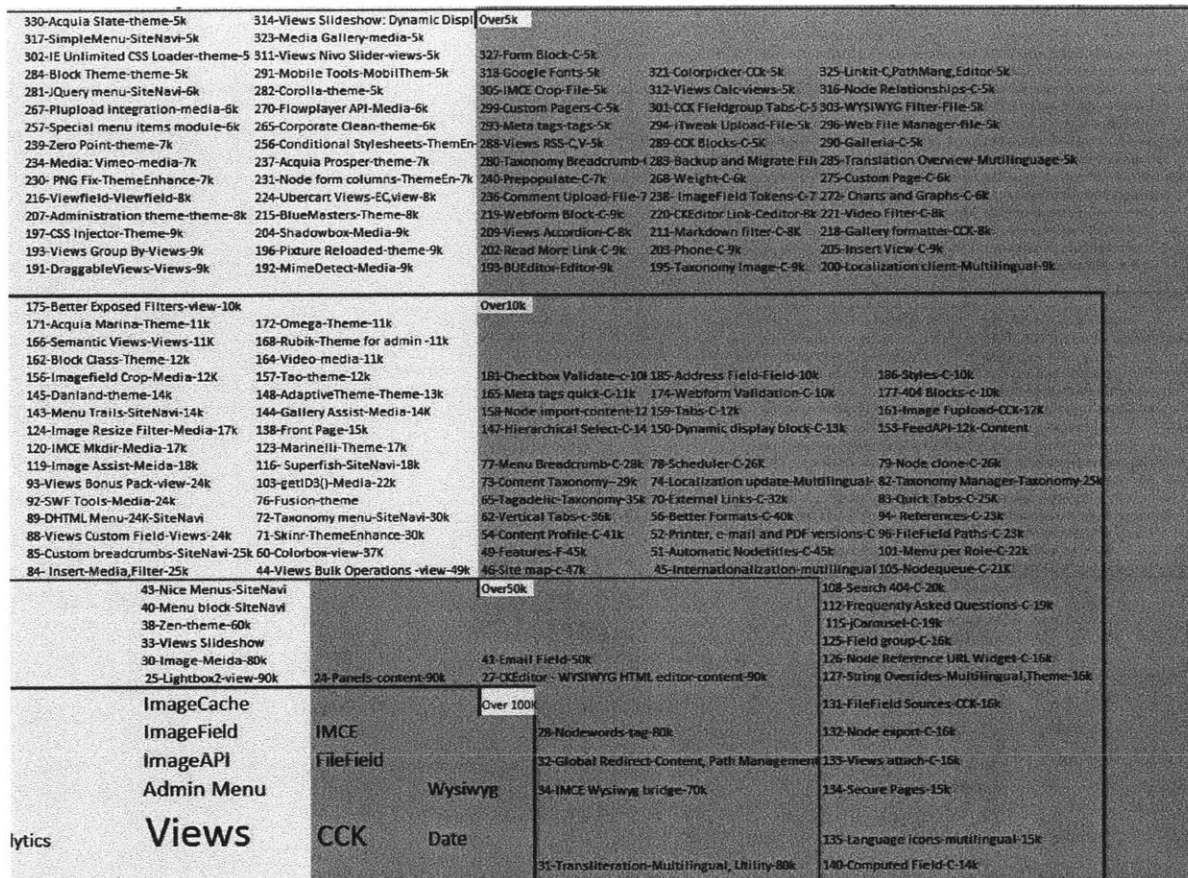 330-Acquia Slate-theme-5k 314-Views Slideshow: Dynamic Displ Over5k
317-SimpleMenu-SiteNavi-5k 323-Media Gallery-media-5k
302-IE Unlimited CSS Loader-theme-5 311-Views Nivo Slider-views-5k 327-Form Block-C-5k
284-Block Theme-theme-5k 291-Mobile Tools-MobilThem-5k 318-Google Fonts-5k 321-Colorpicker-CCk-5k 325-Linkit-C,PathMang,Editor-5k
281-JQuery menu-SiteNavi-6k 282-Corolla-theme-5k 305-IMCE Crop-File-5k 312-Views Calc-views-5k 316-Node Relationships-C-5k
267-Plupload integration-media-6k 270-Flowplayer API-Media-6k 299-Custom Pagers-C-5k 301-CCK Fieldgroup Tabs-C-5 303-WYSIWYG Filter-File-5k
257-Special menu items module-6k 265-Corporate Clean-theme-6k 293-Meta tags-tags-5k 294-iTweak Upload-File-5k 296-Web File Manager-file-5k
239-Zero Point-theme-7k 256-Conditional Stylesheets-ThemEn- 288-Views RSS-C,V-5k 289-CCK Blocks-C-5K 290-Galleria-C-5k
234-Media: Vimeo-media-7k 237-Acquia Prosper-theme-7k 280-Taxonomy Breadcrumb- 283-Backup and Migrate Fil 285-Translation Overview-Mutilinguage-5k
230- PNG Fix-ThemeEnhance-7k 231-Node form columns-ThemeEn-7k 240-Prepopulate-C-7k 268-Weight-C-6k 275-Custom Page-C-6k
216-Viewfield-Viewfield-8k 224-Ubercart Views-EC,view-8k 236-Comment Upload-File-7 238- ImageField Tokens-C-7 272- Charts and Graphs-C-6k
207-Administration theme-theme-8k 215-BlueMasters-Theme-8k 219-Webform Block-C-9k 220-CKEditor Link-Ceditor-8k 221-Video Filter-C-8k
197-CSS Injector-Theme-9k 204-Shadowbox-Media-9k 209-Views Accordion-C-8k 211-Markdown filter-C-8K 218-Gallery formatter-CCK-8k
193-Views Group By-Views-9k 196-Pixture Reloaded-theme-9k 202-Read More Link-C-9k 203-Phone-C-9k 205-Insert View-C-9k
191-DraggableViews-Views-9k 192-MimeDetect-Media-9k 193-BUEditor-Editor-9k 195-Taxonomy Image-C-9k 200-Localization client-Multilingual-9k
175-Better Exposed Filters-view-10k Over10k
171-Acquia Marina-Theme-11k 172-Omega-Theme-11k
166-Semantic Views-Views-11K 168-Rubik-Theme for admin -11k
162-Block Class-Theme-12k 164-Video-media-11k
156-Imagefield Crop-Media-12K 157-Tao-theme-12k 181-Checkbox Validate-c-10k 185-Address Field-Field-10k 186-Styles-C-10k
145-Danland-theme-14k 148-AdaptiveTheme-Theme-13k 165-Meta tags quick-C-11k 174-Webform Validation-C-10k 177-404 Blocks-c-10k
143-Menu Trails-SiteNavi-14k 144-Gallery Assist-Media-14K 158-Node import-content-12 159-Tabs-C-12k 161-Image Fupload-CCK-12K
124-Image Resize Filter-Media-17k 138-Front Page-15k 147-Hierarchical Select-C-14 150-Dynamic display block-C-13k 153-FeedAPI-12k-Content
120-IMCE Mkdir-Media-17k 123-Marinelli-Theme-17k
119-Image Assist-Meida-18k 116- Superfish-SiteNavi-18k 77-Menu Breadcrumb-C-28k 78-Scheduler-C-26K 79-Node clone-C-26k
93-Views Bonus Pack-view-24k 103-getID3()-Media-22k 73-Content Taxonomy--29k 74-Localization update-Multilingual- 82-Taxonomy Manager-Taxonomy-25k
92-SWF Tools-Media-24k 76-Fusion-theme 65-Tagadelic-Taxonomy-35k 70-External Links-C-32k 83-Quick Tabs-C-25K
89-DHTML Menu-24K-SiteNavi 72-Taxonomy menu-SiteNavi-30k 62-Vertical Tabs-c-36k 56-Better Formats-C-40k 94- References-C-23k
88-Views Custom Field-Views-24k 71-Skinr-ThemeEnhance-30k 54-Content Profile-C-41k 52-Printer, e-mail and PDF versions-C 96-FileField Paths-C-23k
85-Custom breadcrumbs-SiteNavi-25k 60-Colorbox-view-37K 49-Features-F-45k 51-Automatic Nodetitles-C-45k 101-Menu per Role-C-22k
84- Insert-Media,Filter-25k 44-Views Bulk Operations -view-49k 46-Site map-c-47k 45-Internationalization-mutilingual 105-Nodequeue-C-21K
43-Nice Menus-SiteNavi Over50k 108-Search 404-C-20k
40-Menu block-SiteNavi 112-Frequently Asked Questions-C-19k
38-Zen-theme-60k 115-jCarousel-C-19k
33-Views Slideshow 125-Field group-C-16k
30-Image-Meida-80k 41-Email Field-50k 126-Node Reference URL Widget-C-16k
25-Lightbox2-view-90k 24-Panels-content-90k 27-CKEditor - WYSIWYG HTML editor-content-90k 127-String Overrides-Multilingual,Theme-16k
ImageCache Over 100K 131-FileField Sources-CCK-16k
ImageField IMCE 28-Nodewords-tag-80k 132-Node export-C-16k
ImageAPI FileField 32-Global Redirect-Content, Path Management 133-Views attach-C-16k
Admin Menu Wysiwyg 34-IMCE Wysiwyg bridge-70k 134-Secure Pages-15k
lytics Views CCK Date 135-Language icons-mutilingual-15k
31-Transliteration-Multilingual, Utility-80k 140-Computed Field-C-14k